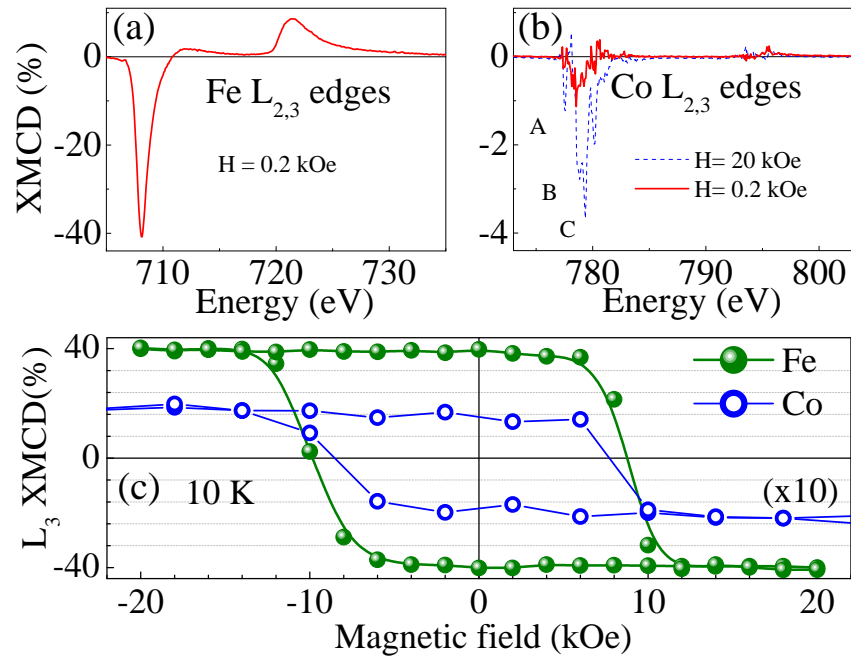 (a)
XMCD (%)
0
-20
-40
Fe L2,3 edges
H = 0.2 kOe
710 720 730
Energy (eV)
(b)
0
-2
-4
Co L2,3 edges
A
B
C
H= 20 kOe
H= 0.2 kOe
780 790 800
Energy (eV)
L3 XMCD(%)
40
0
-40
Fe
Co
(c)
10 K
(x10)
-20 -10 0 10 20
Magnetic field (kOe)